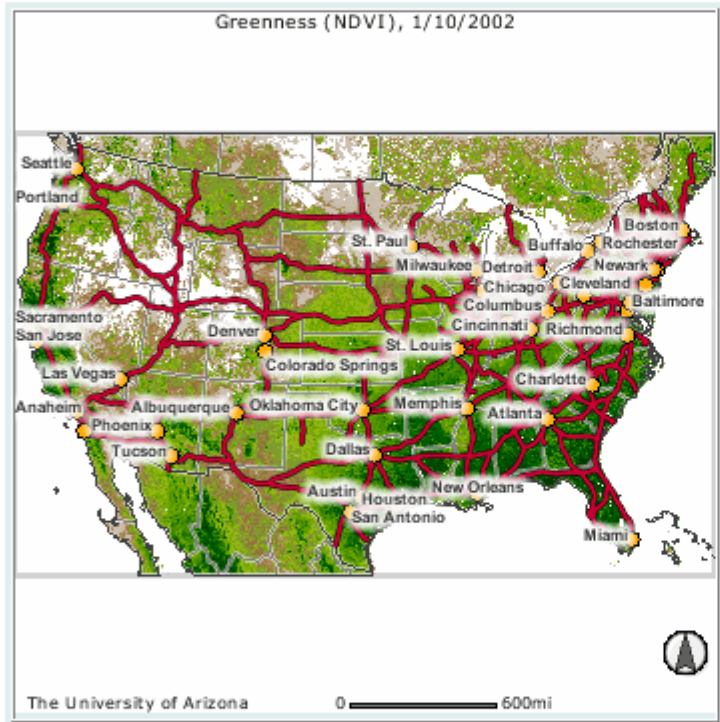 Greenness (NDVI), 1/10/2002
Seattle
Portland
Boston
St. Paul
Buffalo
Rochester
Milwaukee
Detroit
Newark
Chicago
Cleveland
Columbus
Baltimore
Sacramento
San Jose
Denver
Cincinnati
Richmond
St. Louis
Colorado Springs
Las Vegas
Charlotte
Anaheim
Albuquerque
Oklahoma City
Memphis
Atlanta
Phoenix
Tucson
Dallas
Austin
Houston
New Orleans
San Antonio
Miami
The University of Arizona
0
600mi